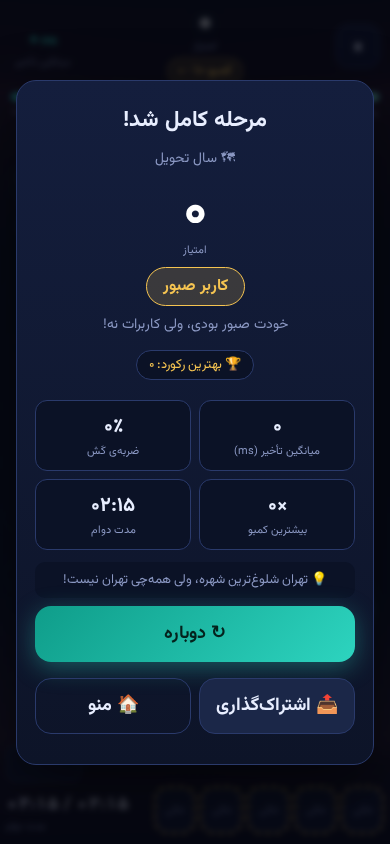 مرحله کامل شد!
🗺 سال تحویل
۰
امتیاز
کاربر صبور
خودت صبور بودی، ولی کاربرات نه!
🏆 بهترین رکورد: ۰
۰
میانگین تأخیر (ms)
۰٪
ضربه‌ی کَش
۰×
بیشترین کمبو
۰۲:۱۵
مدت دوام
💡 تهران شلوغ‌ترین شهره، ولی همه‌چی تهران نیست!
↻ دوباره
📤 اشتراک‌گذاری
🏠 منو